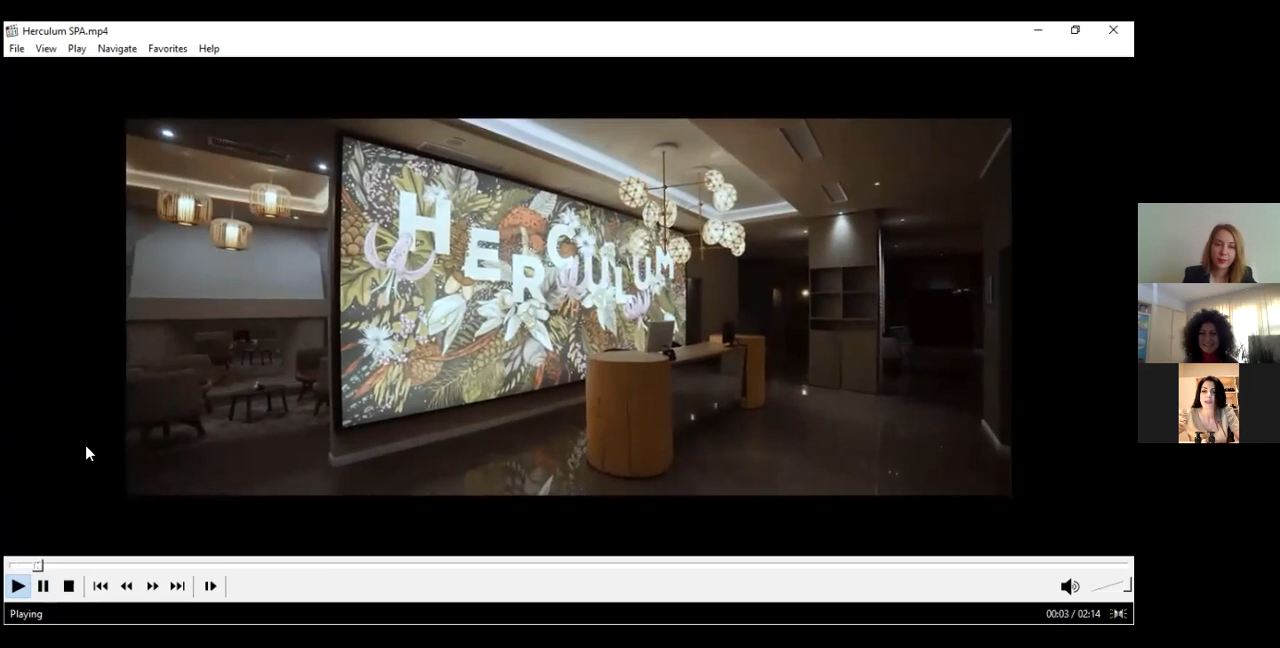 Herculum SPA.mp4
File View Play Navigate Favorites Help
HERCULUM
Playing
00:03 / 02:14